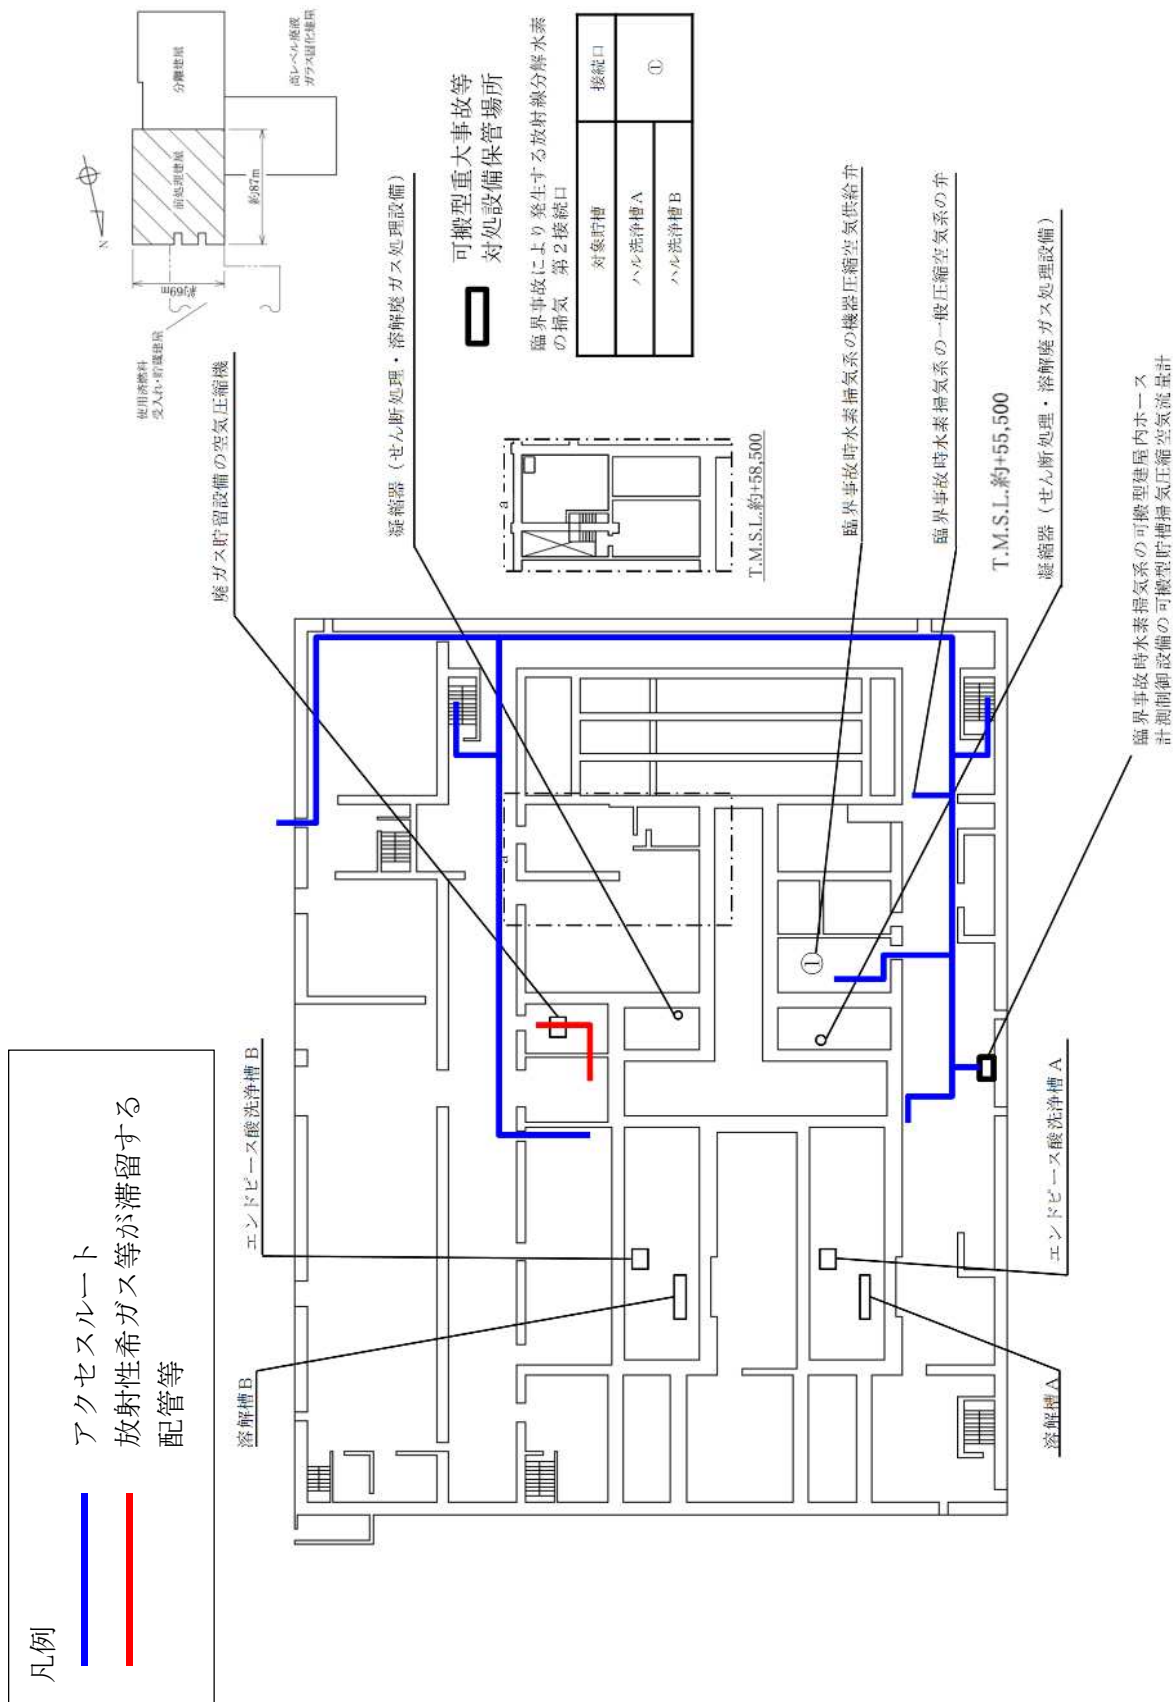 凡例
アクセスルート
放射性希ガス等が滞留する
配管等
溶解槽B
エンドピース酸洗浄槽B
廃ガス貯留設備の空気圧縮機
凝縮器（せん断処理・溶解廃ガス処理設備）
使用済燃料
受入れ・貯蔵建屋
N
約69m
前処理建屋
約87m
分離建屋
高レベル廃液
ガラス固化建屋
可搬型重大事故等
対処設備保管場所
臨界事故により発生する放射線分解水素
の掃気　第2接続口
対象貯槽
接続口
ハル洗浄槽A
①
ハル洗浄槽B
a
T.M.S.L.約+58,500
a
①
臨界事故時水素掃気系の機器圧縮空気供給弁
臨界事故時水素掃気系の一般圧縮空気系の弁
T.M.S.L.約+55,500
凝縮器（せん断処理・溶解廃ガス処理設備）
臨界事故時水素掃気系の可搬型建屋内ホース
計測制御設備の可搬型貯槽掃気圧縮空気流量計
エンドピース酸洗浄槽A
溶解槽A